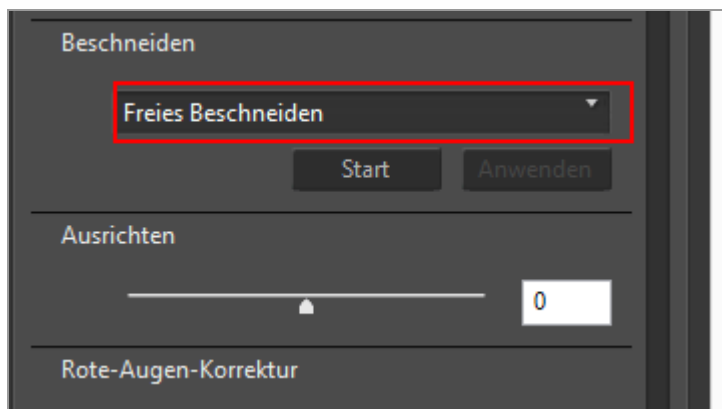 Beschneiden
Freies Beschneiden
Start Anwenden
Ausrichten
0
Rote-Augen-Korrektur